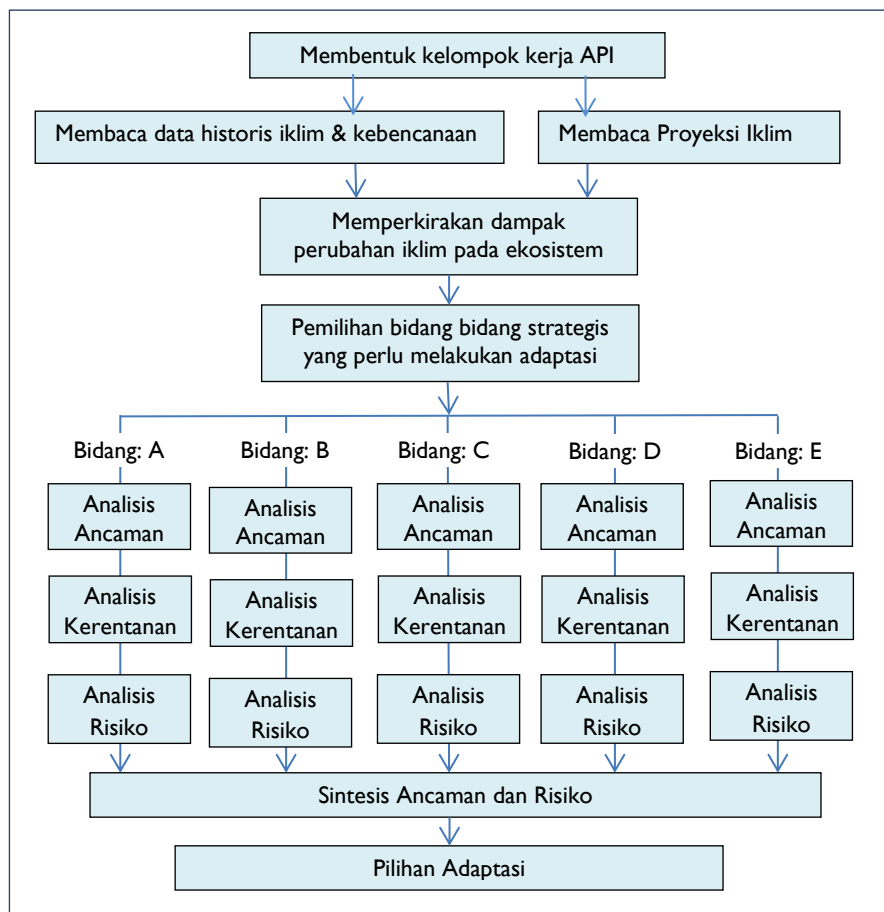 Membentuk kelompok kerja API
Membaca data historis iklim & kebencanaan
Membaca Proyeksi Iklim
Memperkirakan dampak
perubahan iklim pada ekosistem
Pemilihan bidang bidang strategis
yang perlu melakukan adaptasi
Bidang: A
Bidang: B
Bidang: C
Bidang: D
Bidang: E
Analisis
Ancaman
Analisis
Ancaman
Analisis
Ancaman
Analisis
Ancaman
Analisis
Ancaman
Analisis
Kerentanan
Analisis
Kerentanan
Analisis
Kerentanan
Analisis
Kerentanan
Analisis
Kerentanan
Analisis
Risiko
Analisis
Risiko
Analisis
Risiko
Analisis
Risiko
Analisis
Risiko
Sintesis Ancaman dan Risiko
Pilihan Adaptasi